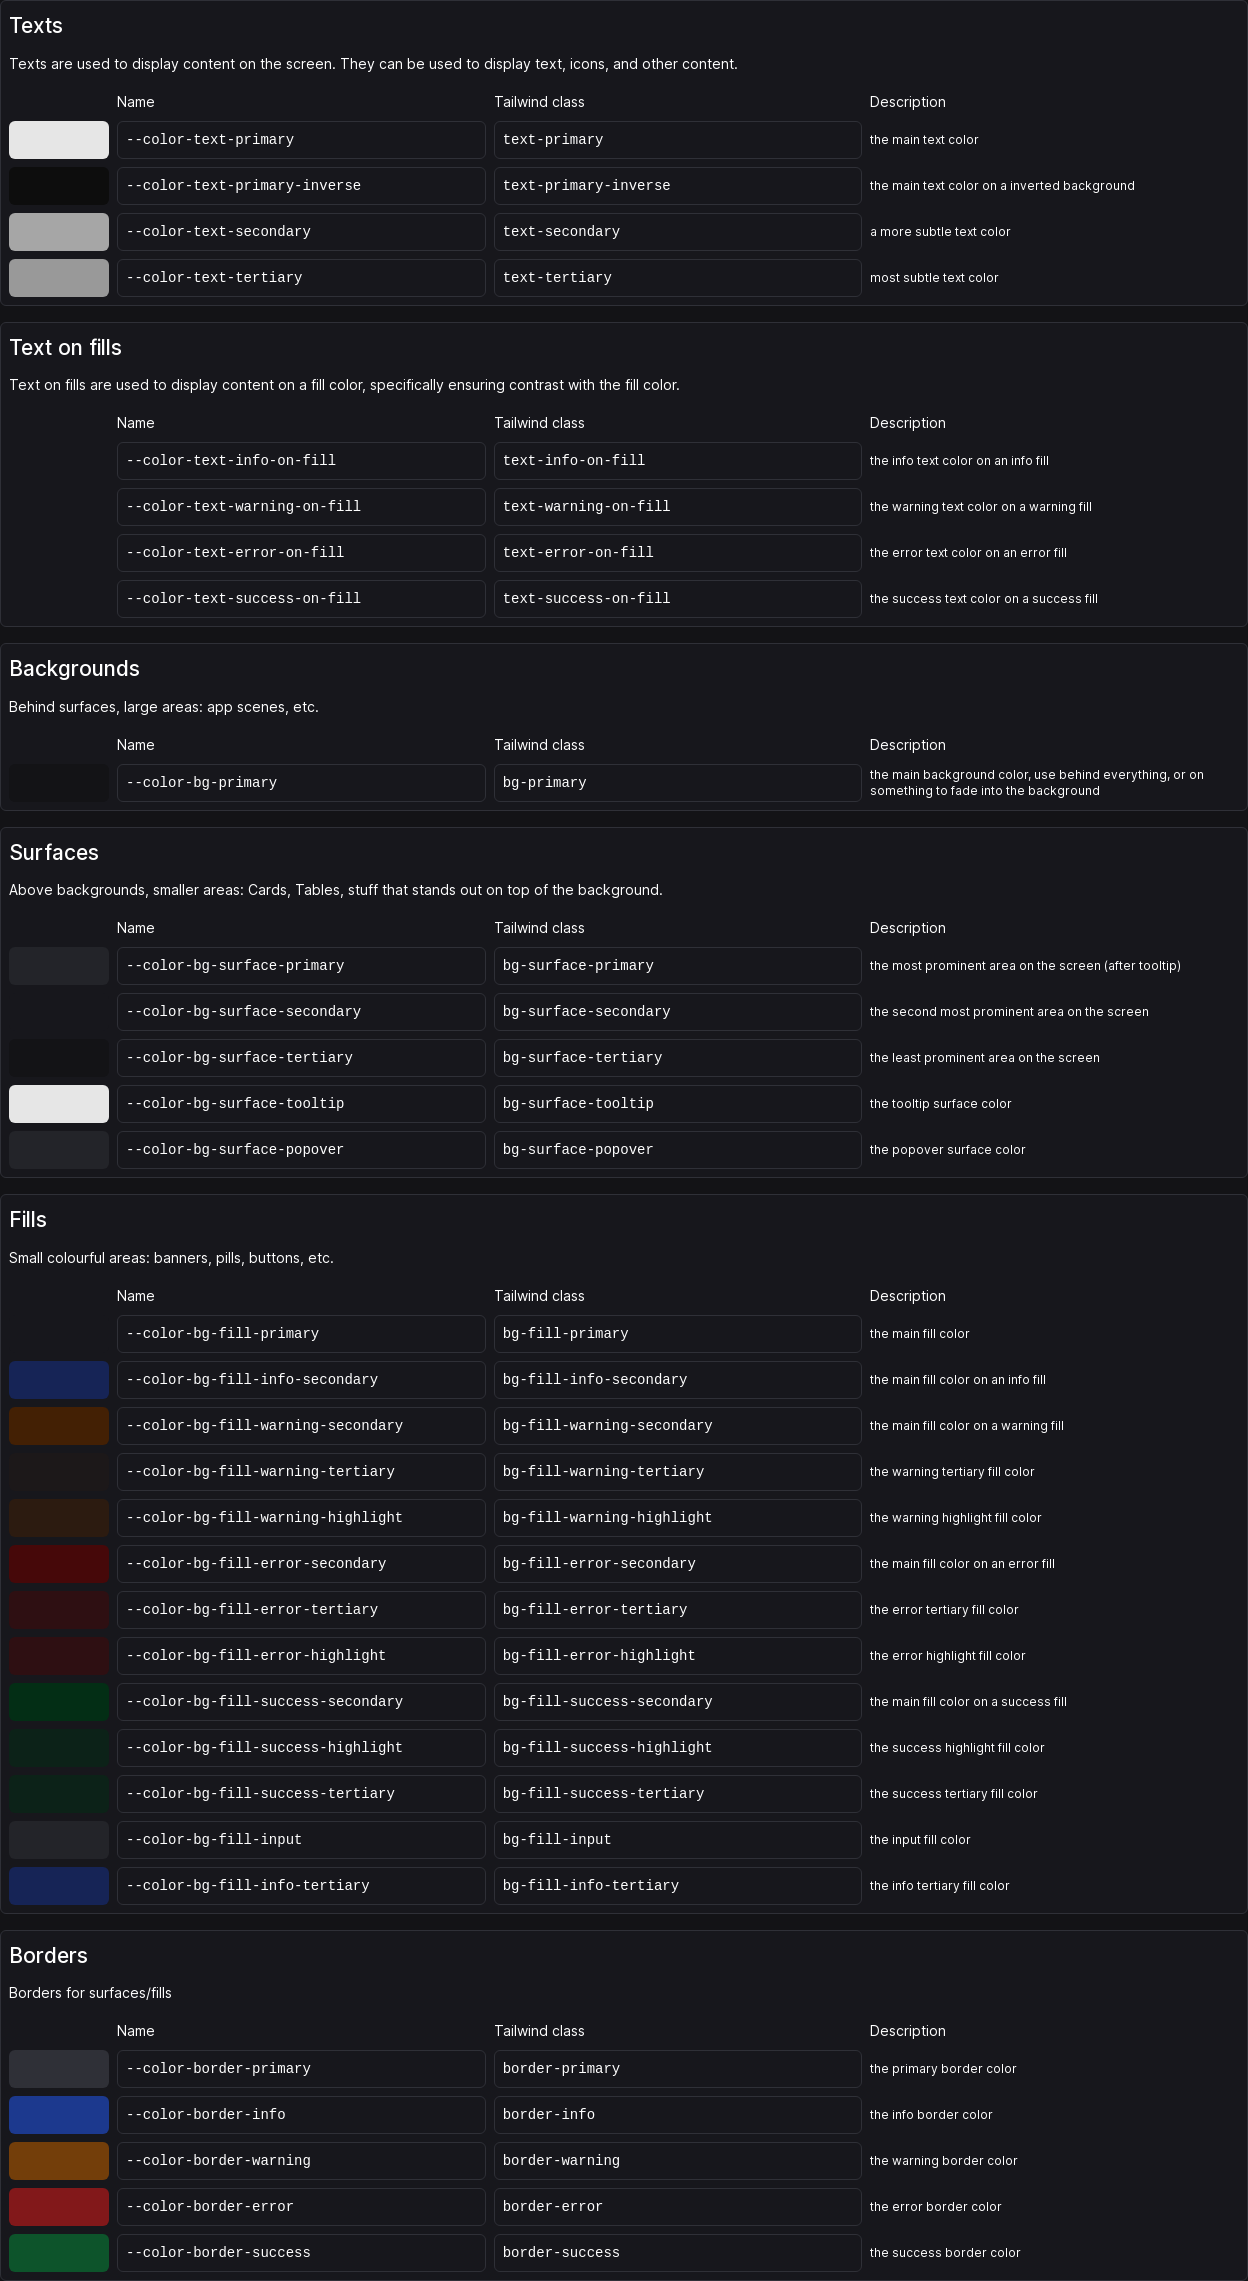 Texts
Texts are used to display content on the screen. They can be used to display text, icons, and other content.
Name Tailwind class Description
--color-text-primary text-primary the main text color
--color-text-primary-inverse text-primary-inverse the main text color on a inverted background
--color-text-secondary text-secondary a more subtle text color
--color-text-tertiary text-tertiary most subtle text color
Text on fills
Text on fills are used to display content on a fill color, specifically ensuring contrast with the fill color.
Name Tailwind class Description
--color-text-info-on-fill text-info-on-fill the info text color on an info fill
--color-text-warning-on-fill text-warning-on-fill the warning text color on a warning fill
--color-text-error-on-fill text-error-on-fill the error text color on an error fill
--color-text-success-on-fill text-success-on-fill the success text color on a success fill
Backgrounds
Behind surfaces, large areas: app scenes, etc.
Name Tailwind class Description
--color-bg-primary bg-primary the main background color, use behind everything, or on
something to fade into the background
Surfaces
Above backgrounds, smaller areas: Cards, Tables, stuff that stands out on top of the background.
Name Tailwind class Description
--color-bg-surface-primary bg-surface-primary the most prominent area on the screen (after tooltip)
--color-bg-surface-secondary bg-surface-secondary the second most prominent area on the screen
--color-bg-surface-tertiary bg-surface-tertiary the least prominent area on the screen
--color-bg-surface-tooltip bg-surface-tooltip the tooltip surface color
--color-bg-surface-popover bg-surface-popover the popover surface color
Fills
Small colourful areas: banners, pills, buttons, etc.
Name Tailwind class Description
--color-bg-fill-primary bg-fill-primary the main fill color
--color-bg-fill-info-secondary bg-fill-info-secondary the main fill color on an info fill
--color-bg-fill-warning-secondary bg-fill-warning-secondary the main fill color on a warning fill
--color-bg-fill-warning-tertiary bg-fill-warning-tertiary the warning tertiary fill color
--color-bg-fill-warning-highlight bg-fill-warning-highlight the warning highlight fill color
--color-bg-fill-error-secondary bg-fill-error-secondary the main fill color on an error fill
--color-bg-fill-error-tertiary bg-fill-error-tertiary the error tertiary fill color
--color-bg-fill-error-highlight bg-fill-error-highlight the error highlight fill color
--color-bg-fill-success-secondary bg-fill-success-secondary the main fill color on a success fill
--color-bg-fill-success-highlight bg-fill-success-highlight the success highlight fill color
--color-bg-fill-success-tertiary bg-fill-success-tertiary the success tertiary fill color
--color-bg-fill-input bg-fill-input the input fill color
--color-bg-fill-info-tertiary bg-fill-info-tertiary the info tertiary fill color
Borders
Borders for surfaces/fills
Name Tailwind class Description
--color-border-primary border-primary the primary border color
--color-border-info border-info the info border color
--color-border-warning border-warning the warning border color
--color-border-error border-error the error border color
--color-border-success border-success the success border color